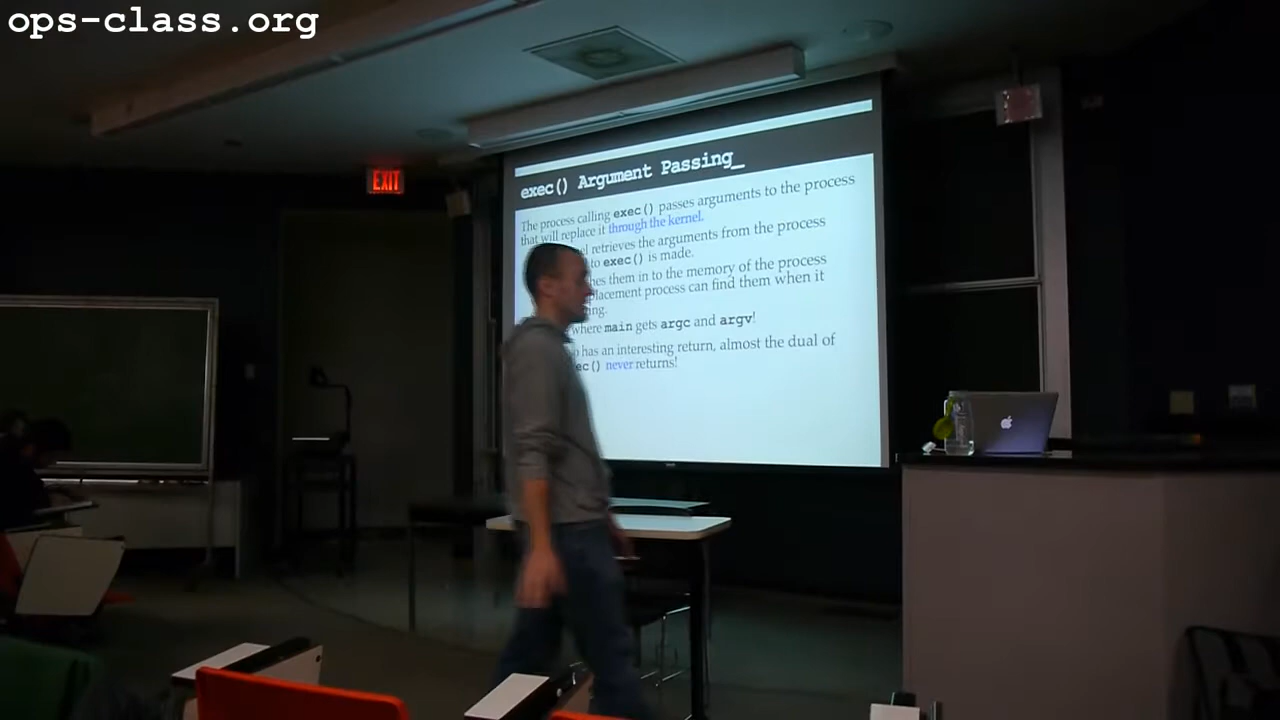 ops-class.org
EXIT
exec() Argument Passing_
The process calling exec() passes arguments to the process
that will replace it through the kernel.
retrieves the arguments from the process
to exec() is made.
them in to the memory of the process
process can find them when it
where main gets argc and argv!
has an interesting return, almost the dual of
never returns!